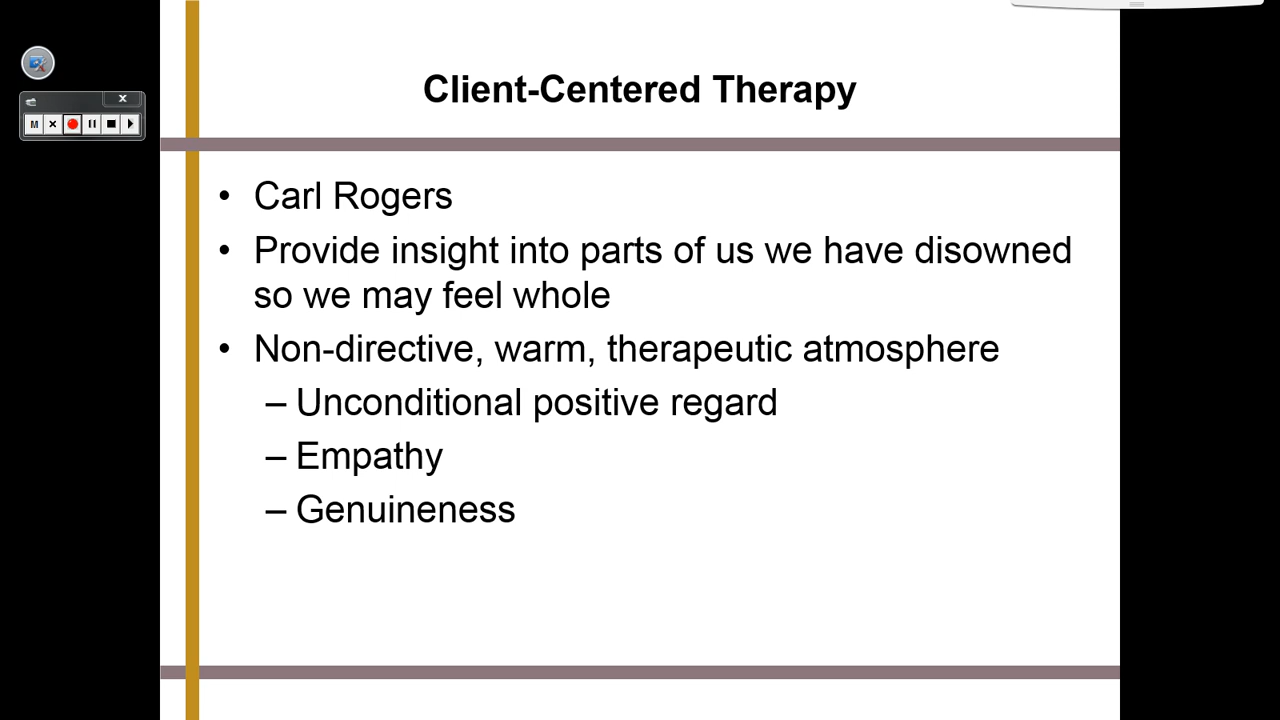 Client-Centered Therapy
x
M
• Carl Rogers
• Provide insight into parts of us we have disowned
so we may feel whole
• Non-directive, warm, therapeutic atmosphere
– Unconditional positive regard
– Empathy
– Genuineness